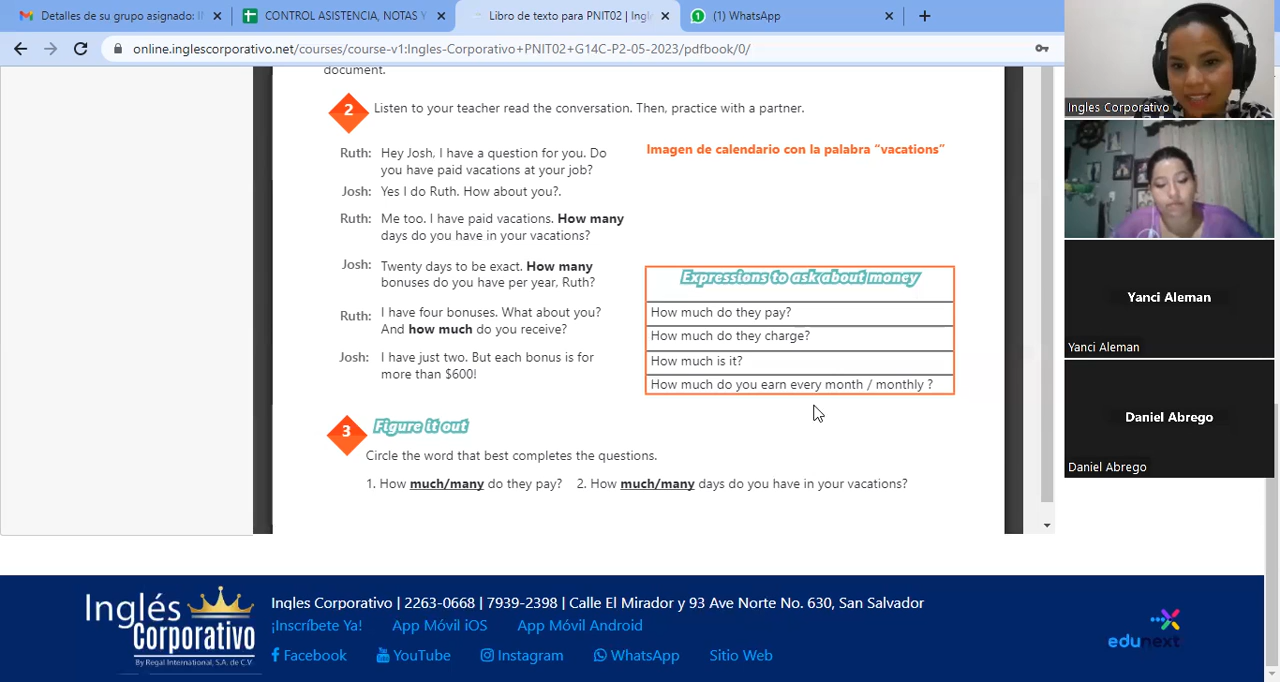 Detalles de su grupo asignado: I
CONTROL ASISTENCIA, NOTAS Y
Libro de texto para PNIT02 | Ingl
(1) WhatsApp
online.inglescorporativo.net/courses/course-v1:Ingles-Corporativo+PNIT02+G14C-P2-05-2023/pdfbook/0/
document.
2 Listen to your teacher read the conversation. Then, practice with a partner.
Ruth: Hey Josh, I have a question for you. Do
you have paid vacations at your job?
Josh: Yes I do Ruth. How about you?.
Ruth: Me too. I have paid vacations. How many
days do you have in your vacations?
Josh: Twenty days to be exact. How many
bonuses do you have per year, Ruth?
Ruth: I have four bonuses. What about you?
And how much do you receive?
Josh: I have just two. But each bonus is for
more than $600!
Imagen de calendario con la palabra “vacations”
Expressions to ask about money
How much do they pay?
How much do they charge?
How much is it?
How much do you earn every month / monthly ?
3 Figure it out
Circle the word that best completes the questions.
1. How much/many do they pay? 2. How much/many days do you have in your vacations?
Inglés
Corporativo
By Regal International, S.A. de C.V
Ingles Corporativo | 2263-0668 | 7939-2398 | Calle El Mirador y 93 Ave Norte No. 630, San Salvador
¡Inscríbete Ya! App Móvil iOS App Móvil Android
Facebook YouTube Instagram WhatsApp Sitio Web
edunext
Ingles Corporativo
Yanci Aleman
Yanci Aleman
Daniel Abrego
Daniel Abrego